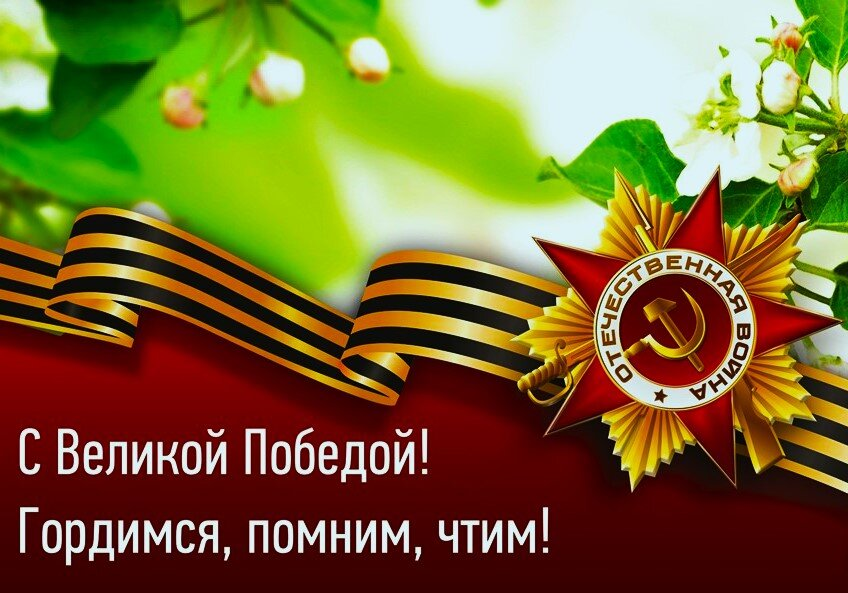 ОТЕЧЕСТВЕННАЯ ВОЙНА
С Великой Победой!
Гордимся, помним, чтим!